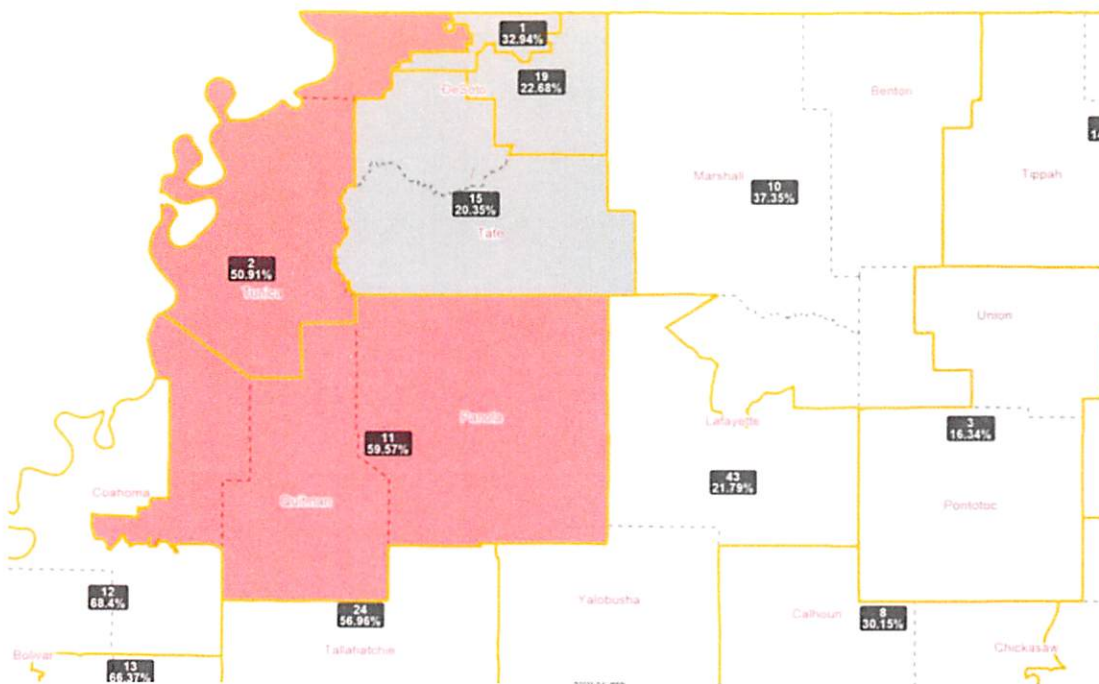 1
32.94%
19
22.68%
DeSoto
Benton
14
Marshall
10
37.35%
Tippah
15
20.35%
Tate
2
50.91%
Tunica
Union
Panola
Lafayette
3
16.34%
11
59.57%
43
21.79%
Coahoma
Quitman
Pontotoc
12
68.4%
24
56.96%
Yalobusha
Calhoun
8
30.15%
Tallahatchie
Chickasaw
Bolivar
13
66.37%